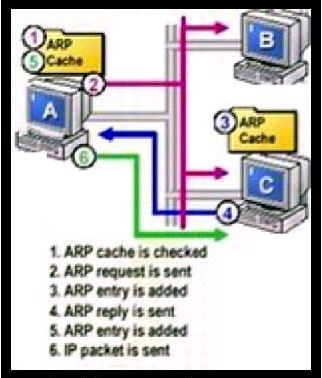 1 ARP
5 Cache
2
B
A
3 ARP
Cache
6
C
4
1. ARP cache is checked
2. ARP request is sent
3. ARP entry is added
4. ARP reply is sent
5. ARP entry is added
6. IP packet is sent